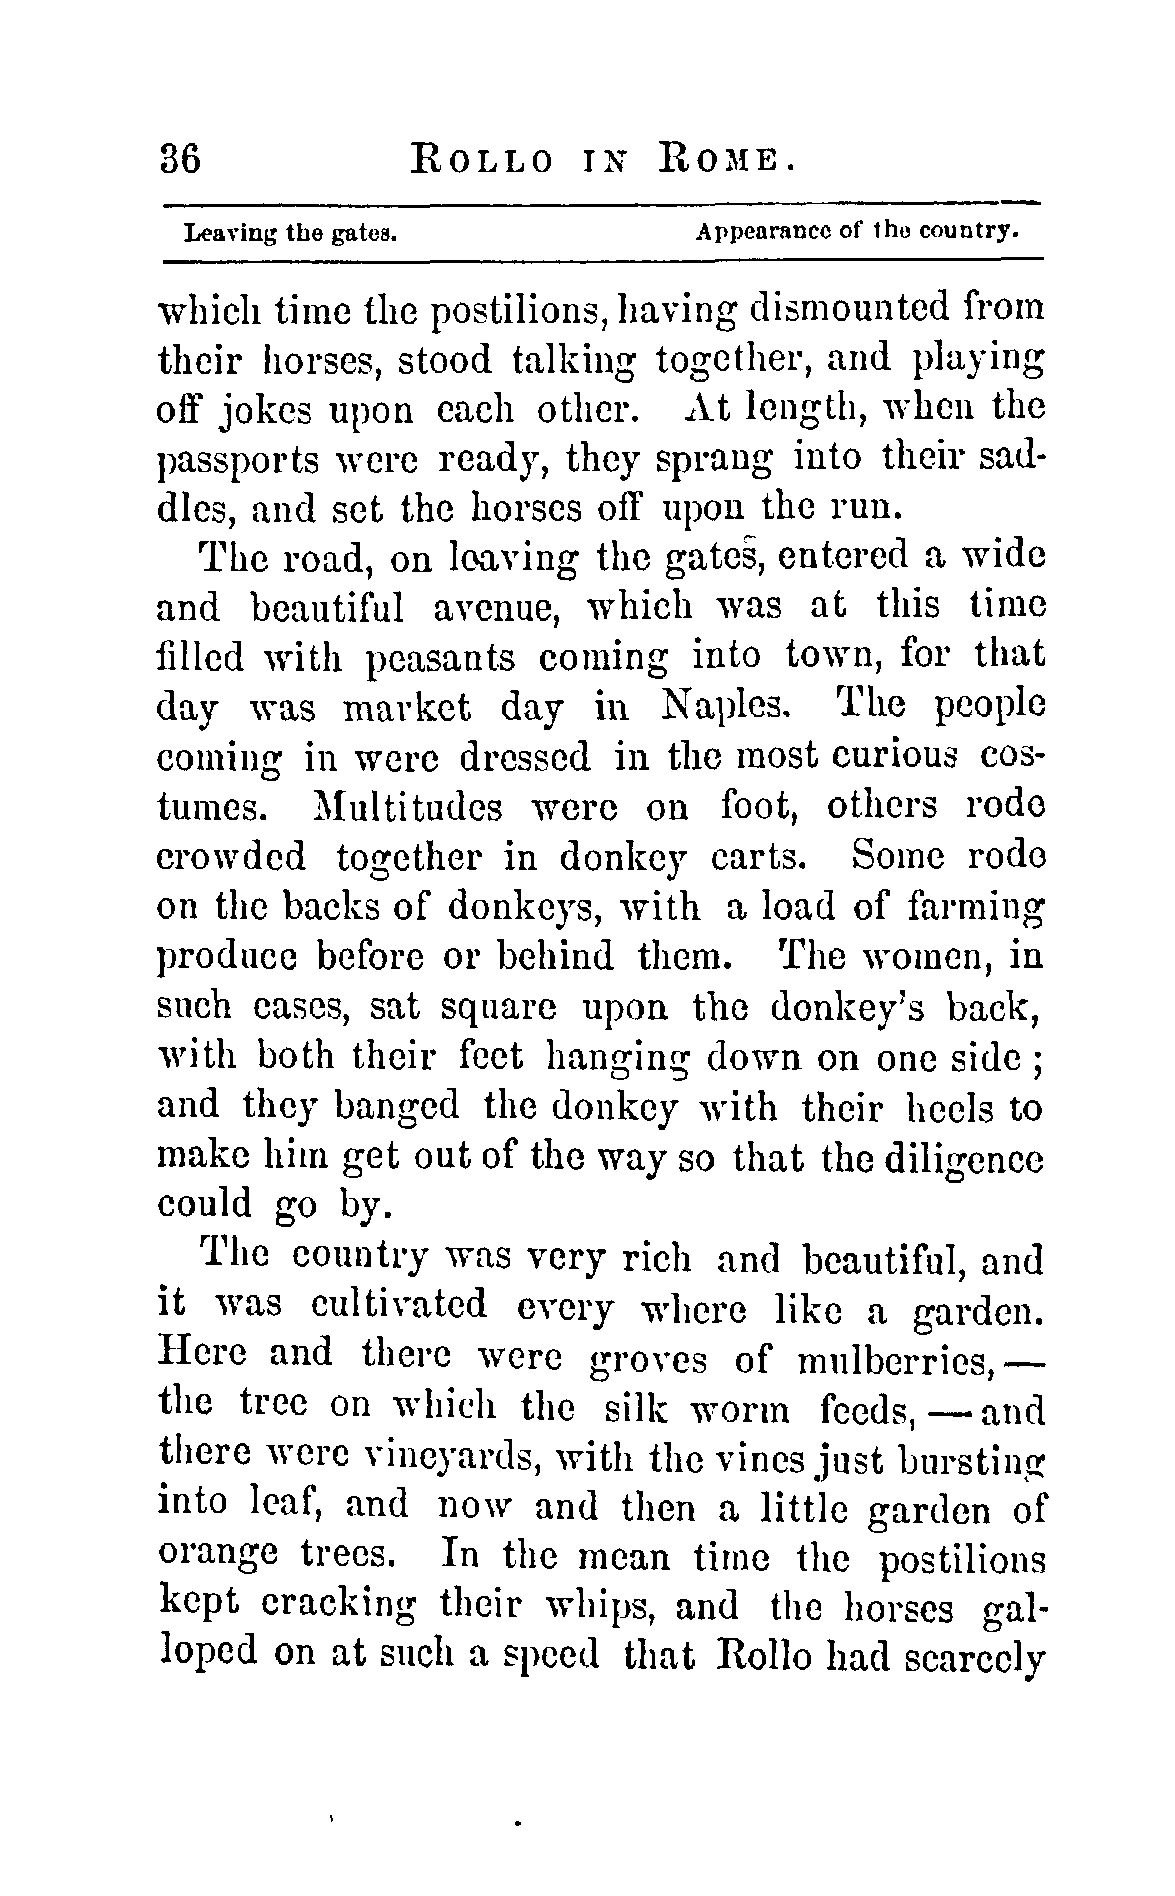 36 ROLLO IN ROME.
Leaving the gates. Appearance of the country.
which time the postilions, having dismounted from
their horses, stood talking together, and playing
off jokes upon each other. At length, when the
passports were ready, they sprang into their sad-
dles, and set the horses off upon the run.
The road, on leaving the gates, entered a wide
and beautiful avenue, which was at this time
filled with peasants coming into town, for that
day was market day in Naples. The people
coming in were dressed in the most curious cos-
tumes. Multitudes were on foot, others rode
crowded together in donkey carts. Some rode
on the backs of donkeys, with a load of farming
produce before or behind them. The women, in
such cases, sat square upon the donkey's back,
with both their feet hanging down on one side ;
and they banged the donkey with their heels to
make him get out of the way so that the diligence
could go by.
The country was very rich and beautiful, and
it was cultivated every where like a garden.
Here and there were groves of mulberries, —
the tree on which the silk worm feeds, — and
there were vineyards, with the vines just bursting
into leaf, and now and then a little garden of
orange trees. In the mean time the postilions
kept cracking their whips, and the horses gal-
loped on at such a speed that Rollo had scarcely